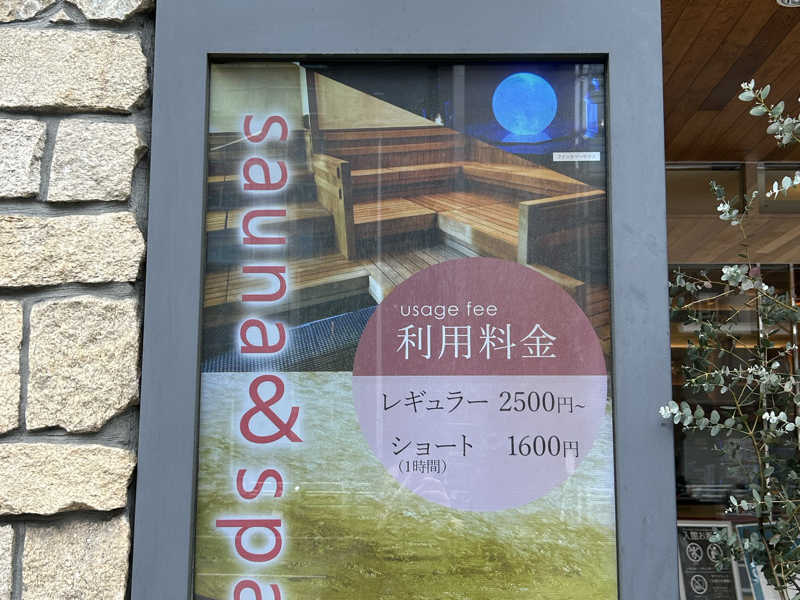 sauna&spa
usage fee
利用料金
レギュラー 2500円~
ショート 1600円
(1時間)